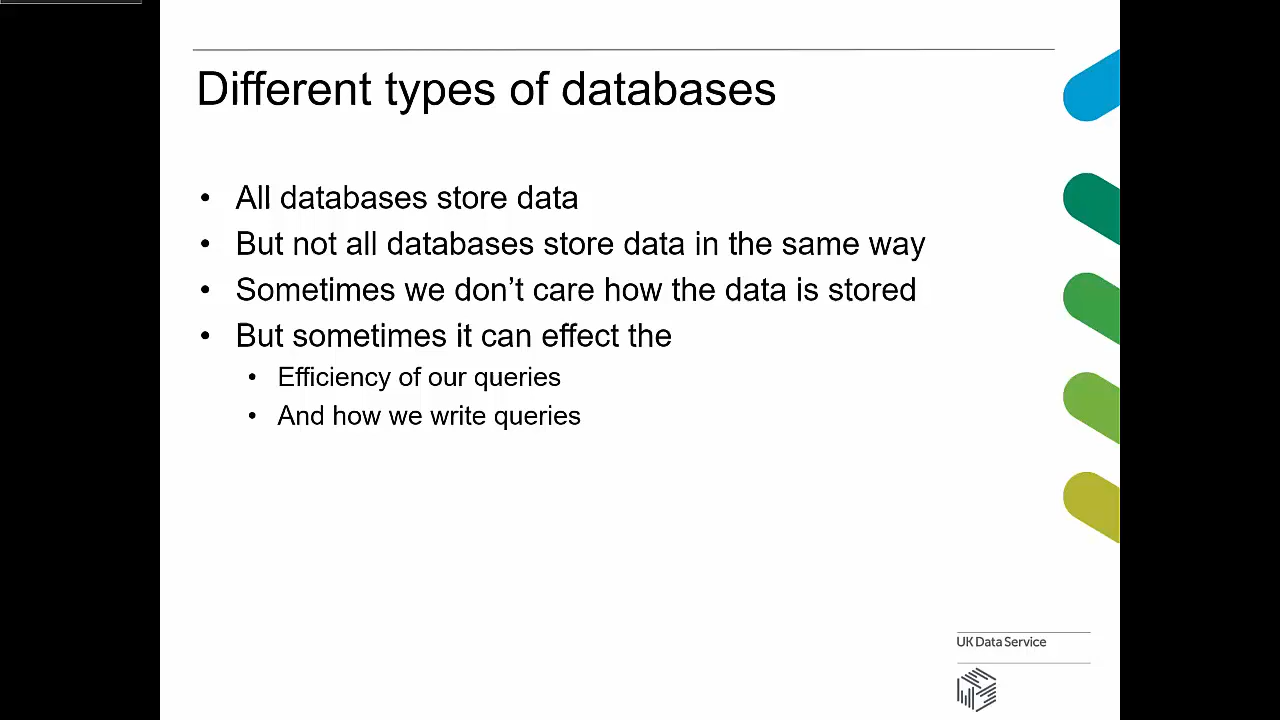 Different types of databases
• All databases store data
• But not all databases store data in the same way
• Sometimes we don’t care how the data is stored
• But sometimes it can effect the
• Efficiency of our queries
• And how we write queries
UK Data Service